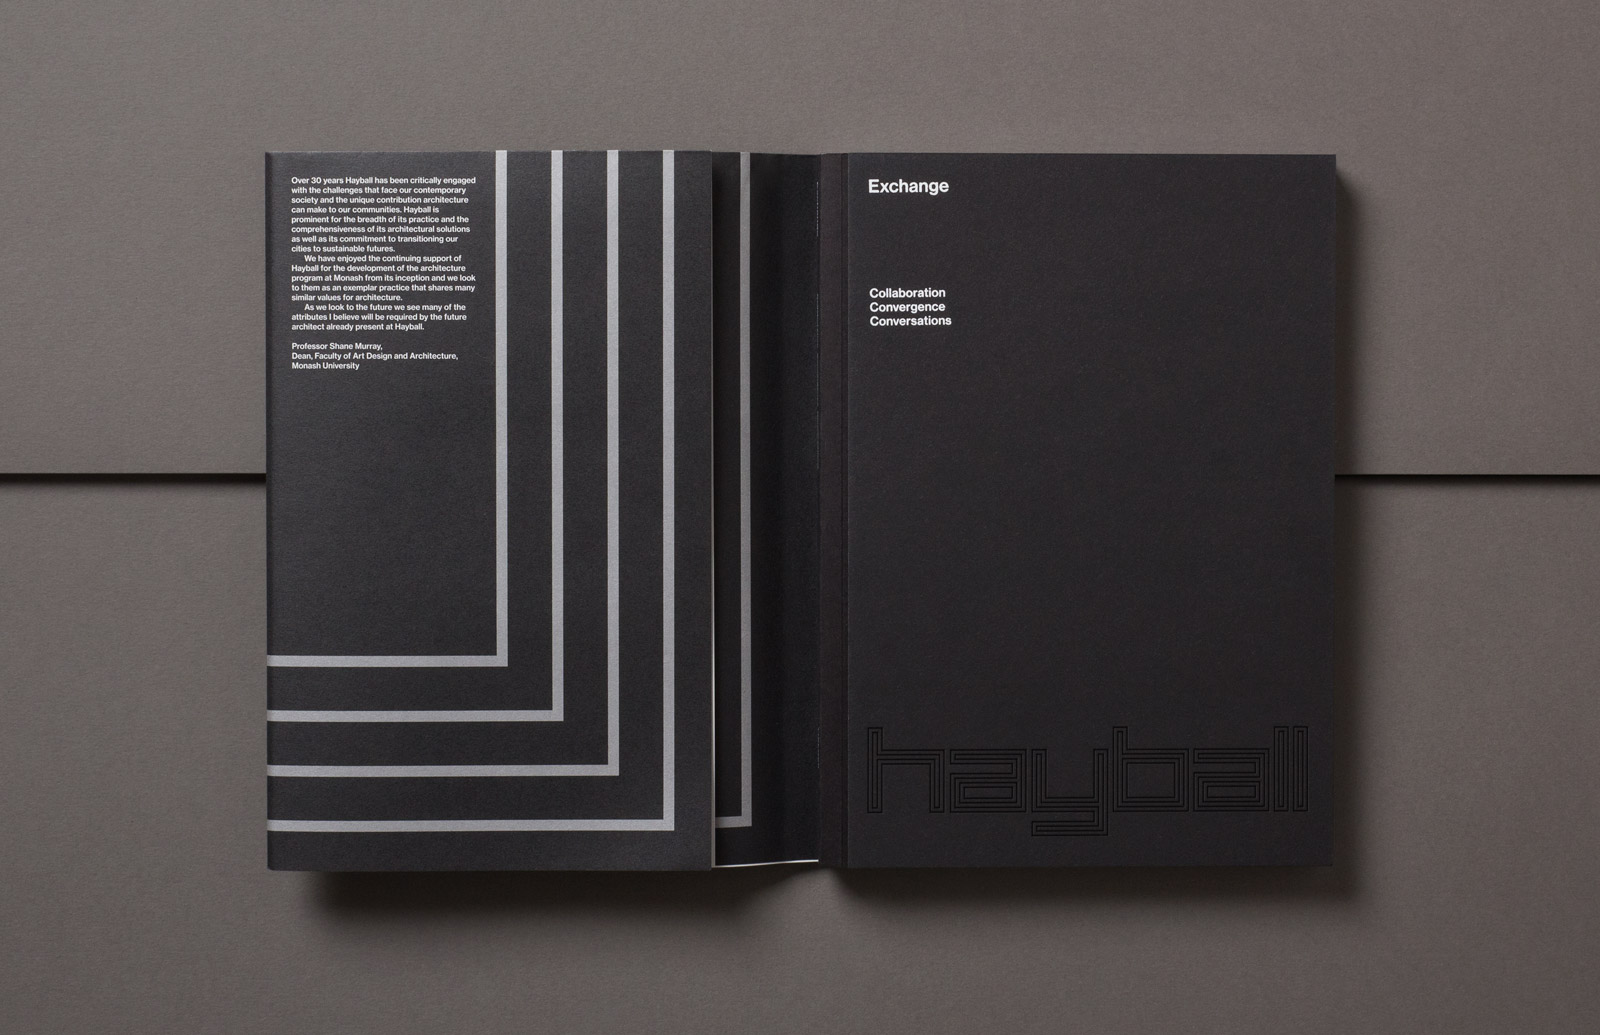 Over 30 years Hayball has been critically engaged
with the challenges that face our contemporary
society and the unique contribution architecture
can make to our communities. Hayball is
prominent for the breadth of its practice and the
comprehensiveness of its architectural solutions
as well as its commitment to transitioning our
cities to sustainable futures.
We have enjoyed the continuing support of
Hayball for the development of the architecture
program at Monash from its inception and we look
to them as an exemplar practice that shares many
similar values for architecture.
As we look to the future we see many of the
attributes I believe will be required by the future
architect already present at Hayball.
Professor Shane Murray,
Dean, Faculty of Art Design and Architecture,
Monash University
Exchange
Collaboration
Convergence
Conversations
hayball